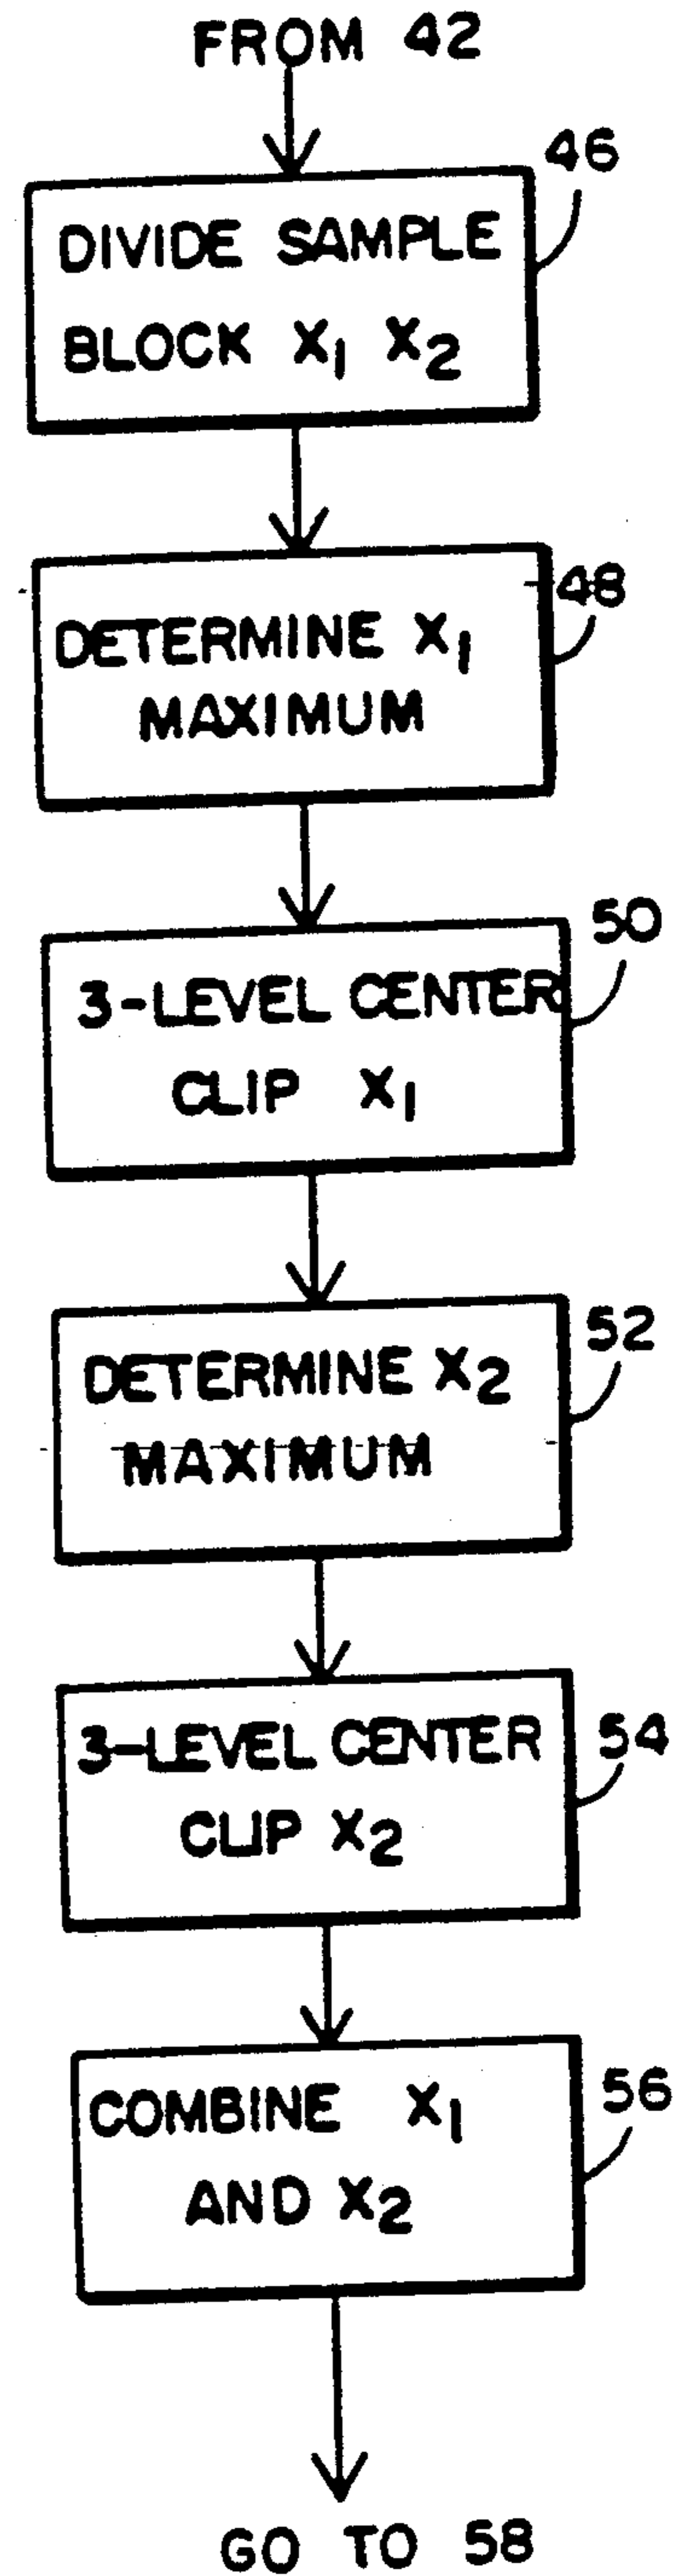 FROM 42
46
DIVIDE SAMPLE
BLOCK X₁ X₂
48
DETERMINE X₁
MAXIMUM
50
3-LEVEL CENTER
CLIP X₁
52
DETERMINE X₂
MAXIMUM
54
3-LEVEL CENTER
CLIP X₂
56
COMBINE X₁
AND X₂
GO TO 58